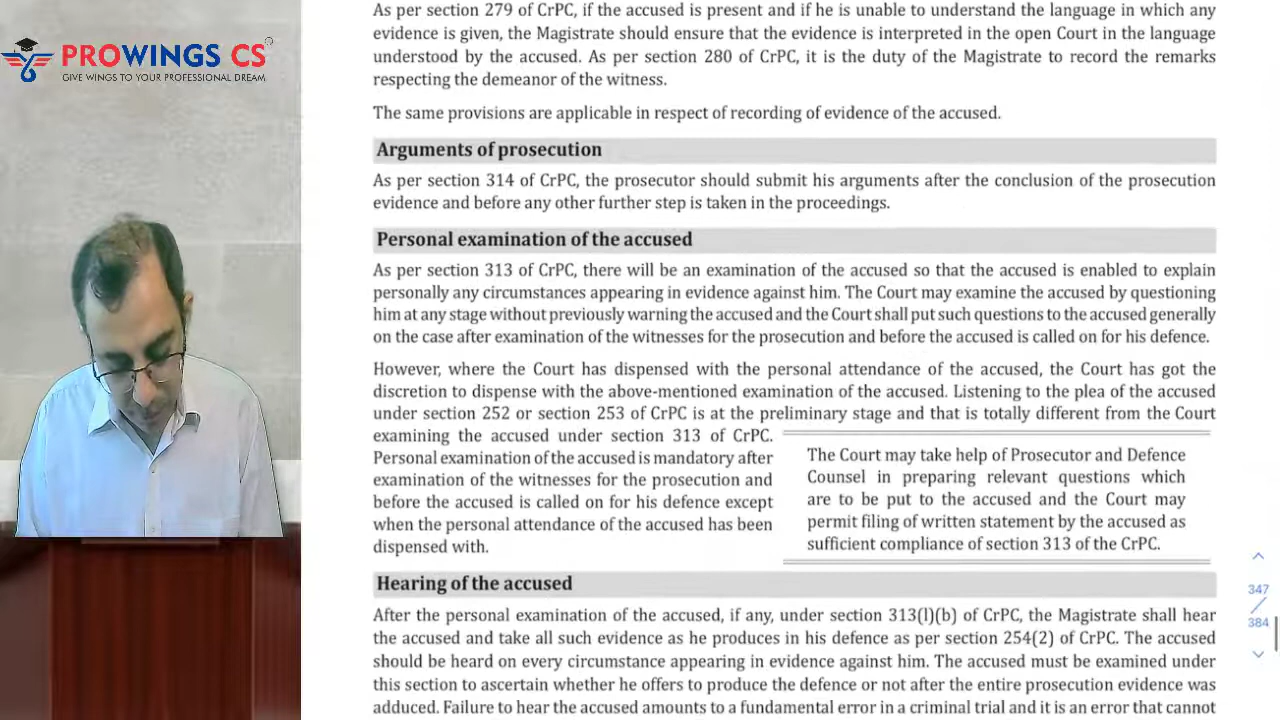 PROWINGS CS
GIVE WINGS TO YOUR PROFESSIONAL DREAM
As per section 279 of CrPC, if the accused is present and if he is unable to understand the language in which any
evidence is given, the Magistrate should ensure that the evidence is interpreted in the open Court in the language
understood by the accused. As per section 280 of CrPC, it is the duty of the Magistrate to record the remarks
respecting the demeanor of the witness.
The same provisions are applicable in respect of recording of evidence of the accused.
Arguments of prosecution
As per section 314 of CrPC, the prosecutor should submit his arguments after the conclusion of the prosecution
evidence and before any other further step is taken in the proceedings.
Personal examination of the accused
As per section 313 of CrPC, there will be an examination of the accused so that the accused is enabled to explain
personally any circumstances appearing in evidence against him. The Court may examine the accused by questioning
him at any stage without previously warning the accused and the Court shall put such questions to the accused generally
on the case after examination of the witnesses for the prosecution and before the accused is called on for his defence.
However, where the Court has dispensed with the personal attendance of the accused, the Court has got the
discretion to dispense with the above-mentioned examination of the accused. Listening to the plea of the accused
under section 252 or section 253 of CrPC is at the preliminary stage and that is totally different from the Court
examining the accused under section 313 of CrPC.
Personal examination of the accused is mandatory after
examination of the witnesses for the prosecution and
before the accused is called on for his defence except
when the personal attendance of the accused has been
dispensed with.
The Court may take help of Prosecutor and Defence
Counsel in preparing relevant questions which
are to be put to the accused and the Court may
permit filing of written statement by the accused as
sufficient compliance of section 313 of the CrPC.
Hearing of the accused
After the personal examination of the accused, if any, under section 313(l)(b) of CrPC, the Magistrate shall hear
the accused and take all such evidence as he produces in his defence as per section 254(2) of CrPC. The accused
should be heard on every circumstance appearing in evidence against him. The accused must be examined under
this section to ascertain whether he offers to produce the defence or not after the entire prosecution evidence was
adduced. Failure to hear the accused amounts to a fundamental error in a criminal trial and it is an error that cannot
347
384